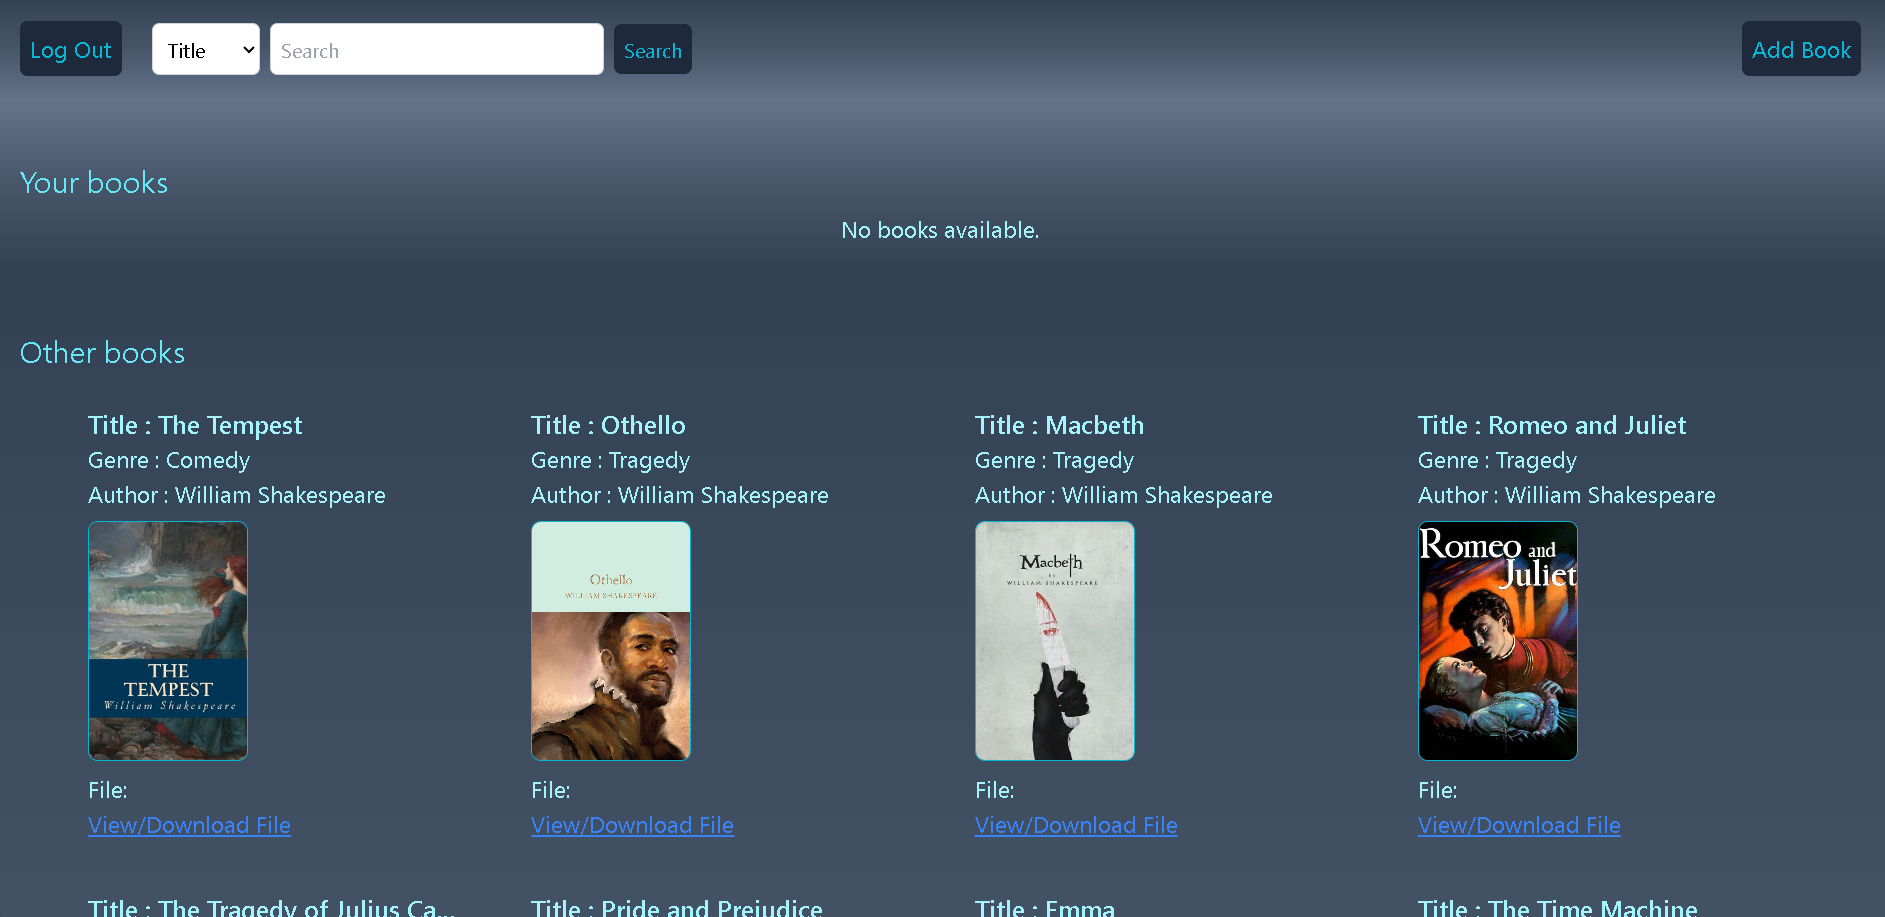 Log Out
Title
Search
Search
Add Book
Your books
No books available.
Other books
Title : The Tempest
Genre : Comedy
Author : William Shakespeare
THE
TEMPEST
William Shakespeare
File:
View/Download File
Title : Othello
Genre : Tragedy
Author : William Shakespeare
Othello
WILLIAM SHAKESPEARE
File:
View/Download File
Title : Macbeth
Genre : Tragedy
Author : William Shakespeare
Macbeth
BY
WILLIAM SHAKESPEARE
File:
View/Download File
Title : Romeo and Juliet
Genre : Tragedy
Author : William Shakespeare
Romeo and
Juliet
File:
View/Download File
Title : The Tragedy of Julius Ca...
Title : Pride and Prejudice
Title : Emma
Title : The Time Machine